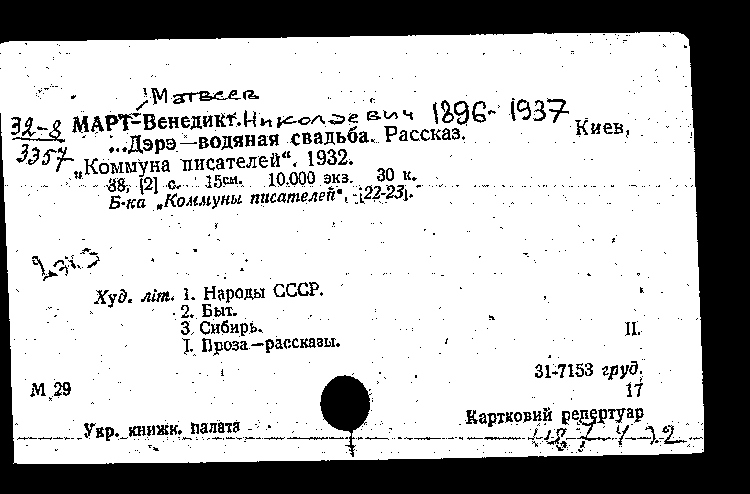 Матвеев
32-8 МАРТ-Венедикт. Николаевич 1896-1937
3357 ...Дэрэ—водяная свадьба. Рассказ. Киев,
„Коммуна писателей“. 1932.
38, [2] с. 15см. 10.000 экз. 30 к.
Б-ка „Коммуны писателей“, [22-23].
Худ. літ. 1. Народы СССР.
2. Быт.
3. Сибирь.
I. Проза—рассказы. II.
31-7153 груд.
М 29 17
Укр. книжк. палата Картковий репертуар